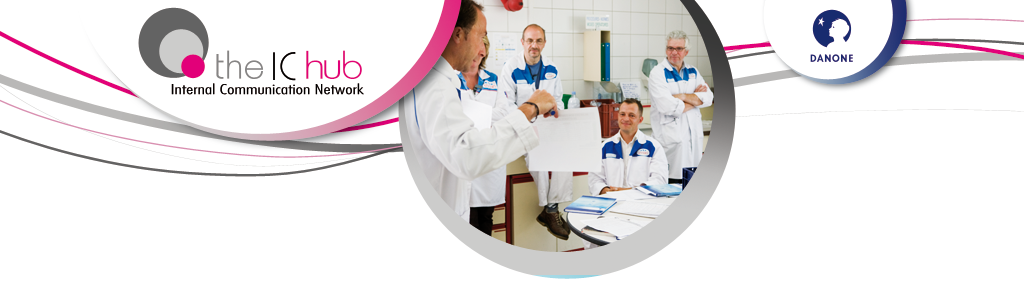 the IC hub
Internal Communication Network
DANONE